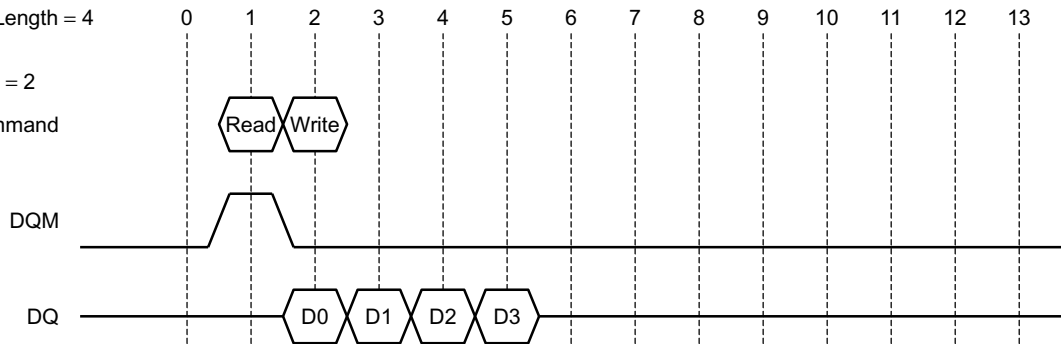 Length = 4 0 1 2 3 4 5 6 7 8 9 10 11 12 13
= 2
Read Write
DQM
DQ D0 D1 D2 D3